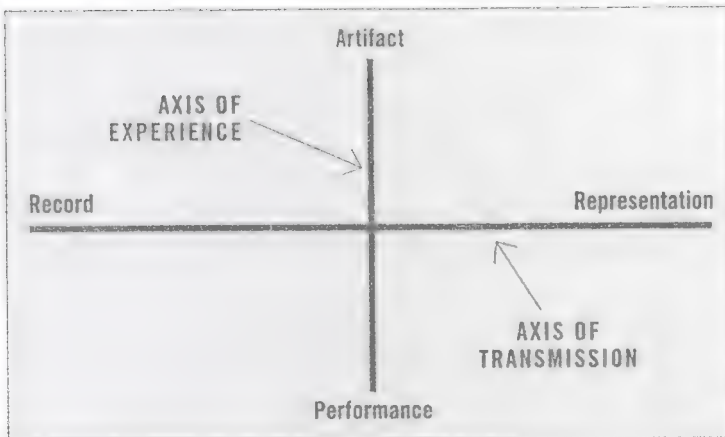 Artifact
AXIS OF
EXPERIENCE
Record
Representation
AXIS OF
TRANSMISSION
Performance